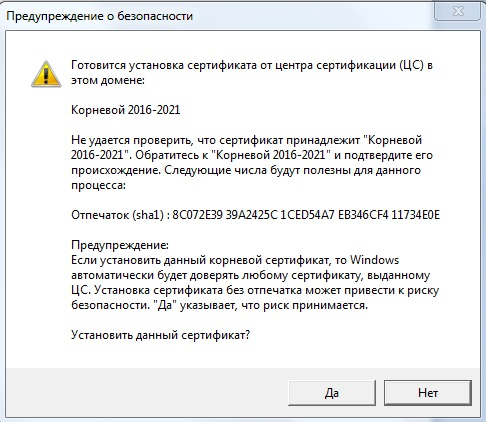 Предупреждение о безопасности
Готовится установка сертификата от центра сертификации (ЦС) в
этом домене:
Корневой 2016-2021
Не удается проверить, что сертификат принадлежит "Корневой
2016-2021". Обратитесь к "Корневой 2016-2021" и подтвердите его
происхождение. Следующие числа будут полезны для данного
процесса:
Отпечаток (sha1) : 8C072E39 39A2425C 1CED54A7 EB346CF4 11734E0E
Предупреждение:
Если установить данный корневой сертификат, то Windows
автоматически будет доверять любому сертификату, выданному
ЦС. Установка сертификата без отпечатка может привести к риску
безопасности. "Да" указывает, что риск принимается.
Установить данный сертификат?
Да
Нет